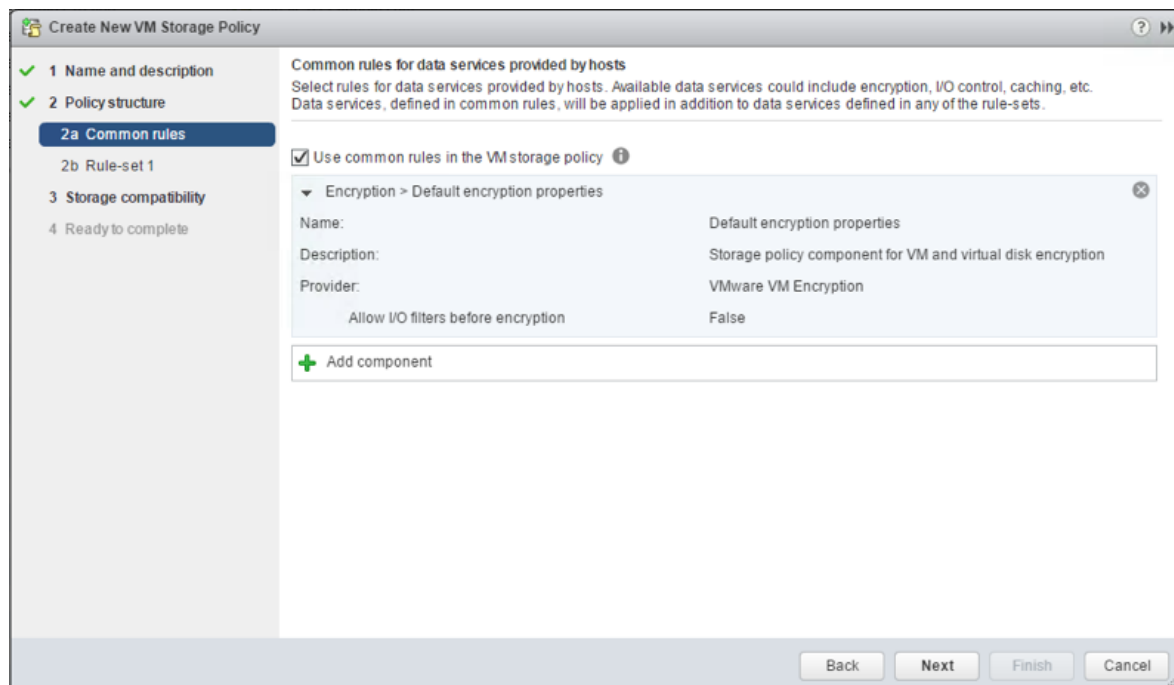 Create New VM Storage Policy
1 Name and description
2 Policy structure
2a Common rules
2b Rule-set 1
3 Storage compatibility
4 Ready to complete
Common rules for data services provided by hosts
Select rules for data services provided by hosts. Available data services could include encryption, I/O control, caching, etc.
Data services, defined in common rules, will be applied in addition to data services defined in any of the rule-sets.
Use common rules in the VM storage policy
Encryption > Default encryption properties
Name: Default encryption properties
Description: Storage policy component for VM and virtual disk encryption
Provider: VMware VM Encryption
Allow I/O filters before encryption False
Add component
Back Next Finish Cancel